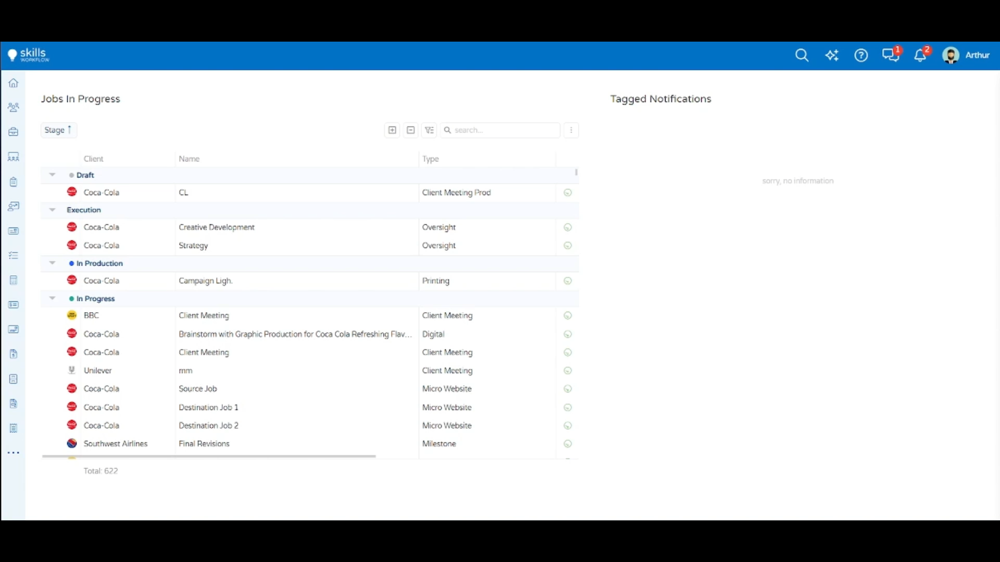 skills
WORKFLOW
1
2
Arthur
Jobs In Progress
Tagged Notifications
Stage ↑
search...
Client Name Type
Draft
Coca-Cola CL Client Meeting Prod
Execution
Coca-Cola Creative Development Oversight
Coca-Cola Strategy Oversight
In Production
Coca-Cola Campaign Ligh. Printing
In Progress
BBC Client Meeting Client Meeting
Coca-Cola Brainstorm with Graphic Production for Coca Cola Refreshing Flav... Digital
Coca-Cola Client Meeting Client Meeting
Unilever mm Client Meeting
Coca-Cola Source Job Micro Website
Coca-Cola Destination Job 1 Micro Website
Coca-Cola Destination Job 2 Micro Website
Southwest Airlines Final Revisions Milestone
Total: 622
sorry, no information